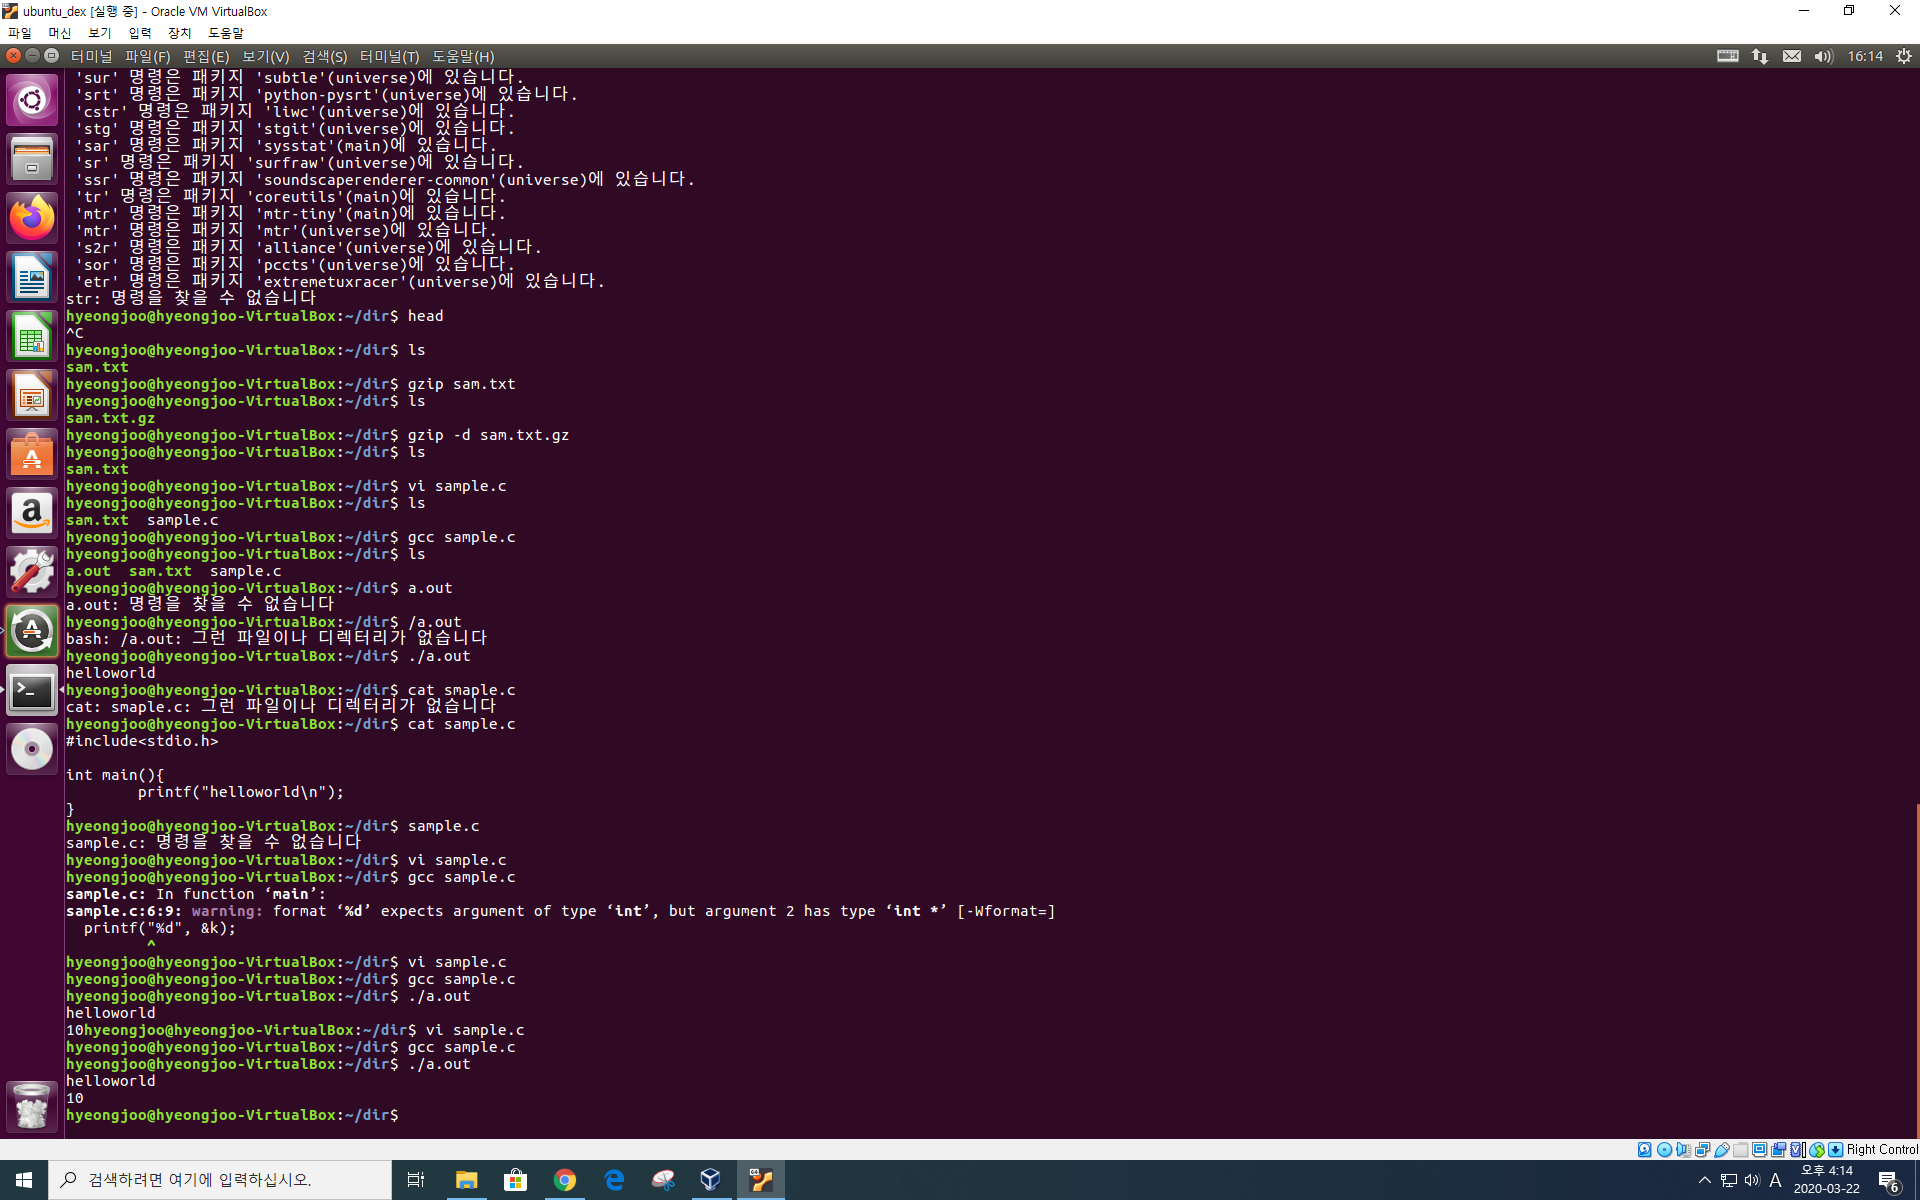 ubuntu_dex [실행 중] - Oracle VM VirtualBox
파일 머신 보기 입력 장치 도움말
터미널 파일(F) 편집(E) 보기(V) 검색(S) 터미널(T) 도움말(H) 16:14
'sur' 명령은 패키지 'subtle'(universe)에 있습니다.
'srt' 명령은 패키지 'python-pysrt'(universe)에 있습니다.
'cstr' 명령은 패키지 'liwc'(universe)에 있습니다.
'stg' 명령은 패키지 'stgit'(universe)에 있습니다.
'sar' 명령은 패키지 'sysstat'(main)에 있습니다.
'sr' 명령은 패키지 'surfraw'(universe)에 있습니다.
'ssr' 명령은 패키지 'soundscaperenderer-common'(universe)에 있습니다.
'tr' 명령은 패키지 'coreutils'(main)에 있습니다.
'mtr' 명령은 패키지 'mtr-tiny'(main)에 있습니다.
'mtr' 명령은 패키지 'mtr'(universe)에 있습니다.
's2r' 명령은 패키지 'alliance'(universe)에 있습니다.
'sor' 명령은 패키지 'pccts'(universe)에 있습니다.
'etr' 명령은 패키지 'extremetuxracer'(universe)에 있습니다.
str: 명령을 찾을 수 없습니다
hyeongjoo@hyeongjoo-VirtualBox:~/dir$ head
^C
hyeongjoo@hyeongjoo-VirtualBox:~/dir$ ls
sam.txt
hyeongjoo@hyeongjoo-VirtualBox:~/dir$ gzip sam.txt
hyeongjoo@hyeongjoo-VirtualBox:~/dir$ ls
sam.txt.gz
hyeongjoo@hyeongjoo-VirtualBox:~/dir$ gzip -d sam.txt.gz
hyeongjoo@hyeongjoo-VirtualBox:~/dir$ ls
sam.txt
hyeongjoo@hyeongjoo-VirtualBox:~/dir$ vi sample.c
hyeongjoo@hyeongjoo-VirtualBox:~/dir$ ls
sam.txt  sample.c
hyeongjoo@hyeongjoo-VirtualBox:~/dir$ gcc sample.c
hyeongjoo@hyeongjoo-VirtualBox:~/dir$ ls
a.out  sam.txt  sample.c
hyeongjoo@hyeongjoo-VirtualBox:~/dir$ a.out
a.out: 명령을 찾을 수 없습니다
hyeongjoo@hyeongjoo-VirtualBox:~/dir$ /a.out
bash: /a.out: 그런 파일이나 디렉터리가 없습니다
hyeongjoo@hyeongjoo-VirtualBox:~/dir$ ./a.out
helloworld
hyeongjoo@hyeongjoo-VirtualBox:~/dir$ cat smaple.c
cat: smaple.c: 그런 파일이나 디렉터리가 없습니다
hyeongjoo@hyeongjoo-VirtualBox:~/dir$ cat sample.c
#include<stdio.h>
int main(){
printf("helloworld\n");
}
hyeongjoo@hyeongjoo-VirtualBox:~/dir$ sample.c
sample.c: 명령을 찾을 수 없습니다
hyeongjoo@hyeongjoo-VirtualBox:~/dir$ vi sample.c
hyeongjoo@hyeongjoo-VirtualBox:~/dir$ gcc sample.c
sample.c: In function ‘main’:
sample.c:6:9: warning: format ‘%d’ expects argument of type ‘int’, but argument 2 has type ‘int *’ [-Wformat=]
printf("%d", &k);
^
hyeongjoo@hyeongjoo-VirtualBox:~/dir$ vi sample.c
hyeongjoo@hyeongjoo-VirtualBox:~/dir$ gcc sample.c
hyeongjoo@hyeongjoo-VirtualBox:~/dir$ ./a.out
helloworld
10hyeongjoo@hyeongjoo-VirtualBox:~/dir$ vi sample.c
hyeongjoo@hyeongjoo-VirtualBox:~/dir$ gcc sample.c
hyeongjoo@hyeongjoo-VirtualBox:~/dir$ ./a.out
helloworld
10
hyeongjoo@hyeongjoo-VirtualBox:~/dir$
Right Control
검색하려면 여기에 입력하십시오.
A
오후 4:14
2020-03-22
6